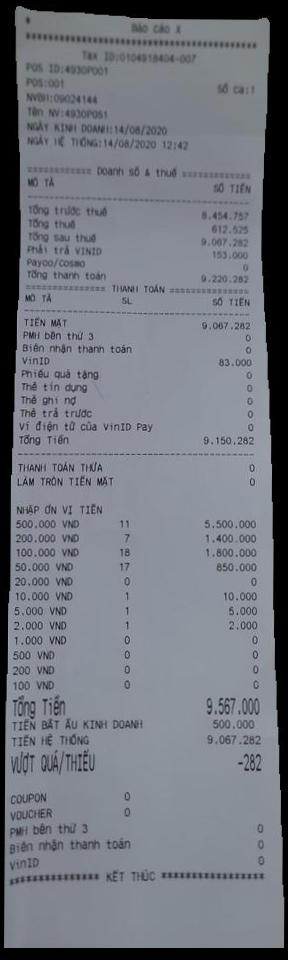 * Báo cáo X
************************************
Tax ID:0104918404-007
POS ID:4930P001
POS:001 Số ca:1
NVBH:09024144
Tên NV:4930POS1
NGÀY KINH DOANH:14/08/2020
NGÀY HỆ THỐNG:14/08/2020 12:42
=========== Doanh số & thuế ===========
MÔ TẢ SỐ TIỀN
Tổng trước thuế 8.454.757
Tổng thuế 612.525
Tổng sau thuế 9.067.282
Phải trả VINID 153.000
Payoo/Cosmo 0
Tổng thanh toán 9.220.282
============= THANH TOÁN =============
MÔ TẢ SL SỐ TIỀN
TIỀN MẶT 9.067.282
PMH bên thứ 3 0
Biên nhận thanh toán 0
VinID 83.000
Phiếu quà tặng 0
Thẻ tín dụng 0
Thẻ ghi nợ 0
Thẻ trả trước 0
Ví điện tử của VinID Pay 0
Tổng Tiền 9.150.282
THANH TOÁN THỪA 0
LÀM TRÒN TIỀN MẶT 0
NHẬP ƠN VỊ TIỀN
500.000 VND 11 5.500.000
200.000 VND 7 1.400.000
100.000 VND 18 1.800.000
50.000 VND 17 850.000
20.000 VND 0 0
10.000 VND 1 10.000
5.000 VND 1 5.000
2.000 VND 1 2.000
1.000 VND 0 0
500 VND 0 0
200 VND 0 0
100 VND 0 0
Tổng Tiền 9.567.000
TIỀN BẮT ẦU KINH DOANH 500.000
TIỀN HỆ THỐNG 9.067.282
VƯỢT QUÁ/THIẾU -282
COUPON 0
VOUCHER 0
PMH bên thứ 3 0
Biên nhận thanh toán 0
VinID 0
************** KẾT THÚC **************